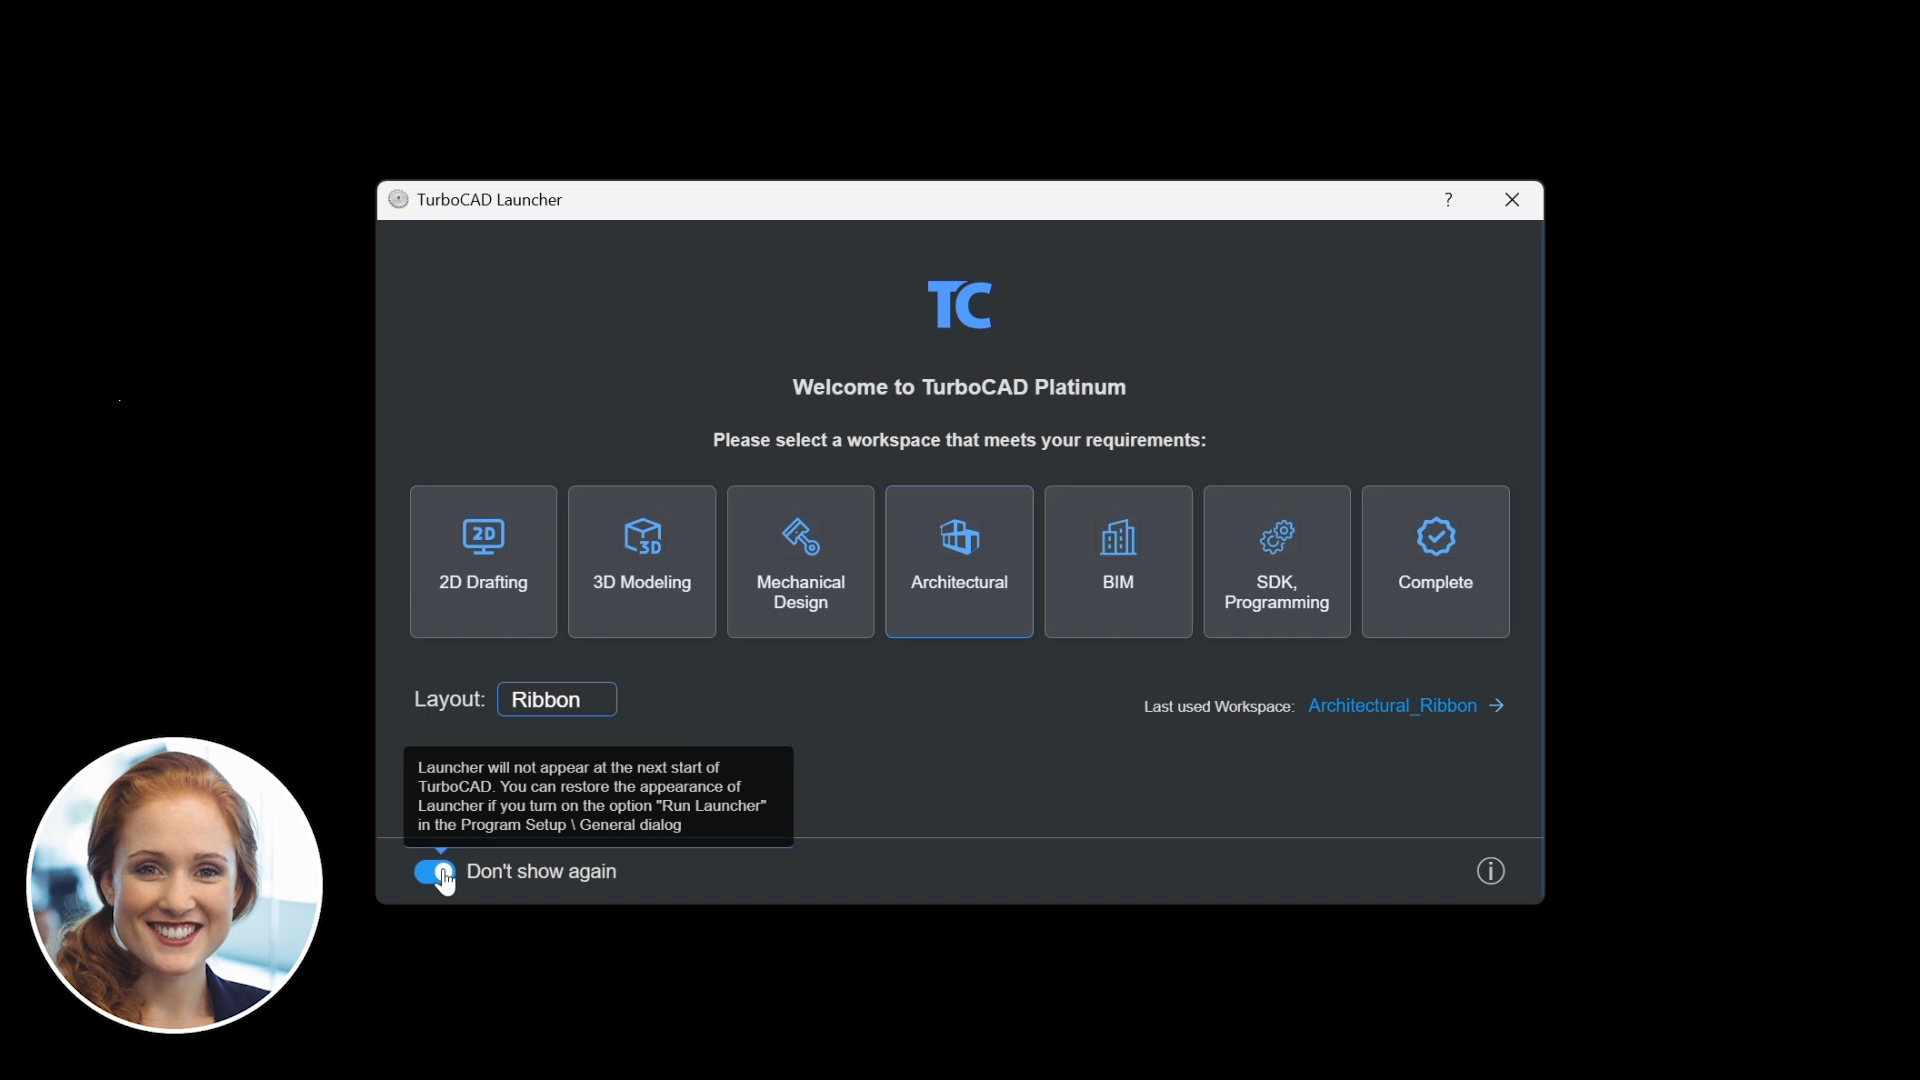 TurboCAD Launcher
?
TC
Welcome to TurboCAD Platinum
Please select a workspace that meets your requirements:
2D
2D Drafting
3D
3D Modeling
Mechanical
Design
Architectural
BIM
SDK,
Programming
Complete
Layout: Ribbon
Last used Workspace: Architectural_Ribbon →
Launcher will not appear at the next start of
TurboCAD. You can restore the appearance of
Launcher if you turn on the option "Run Launcher"
in the Program Setup \ General dialog
Don't show again
i